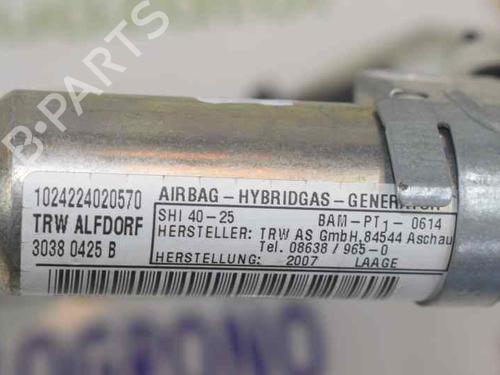 B-PARTS
1024224020570
TRW ALFDORF
3038 0425 B
AIRBAG - HYBRIDGAS - GENERATOR
SHI 40-25 BAM-PT1-0614
HERSTELLER: TRW AS GmbH, 84544 Aschau
Tel. 08638 / 965-0
HERSTELLUNG: 2007 LAAGE